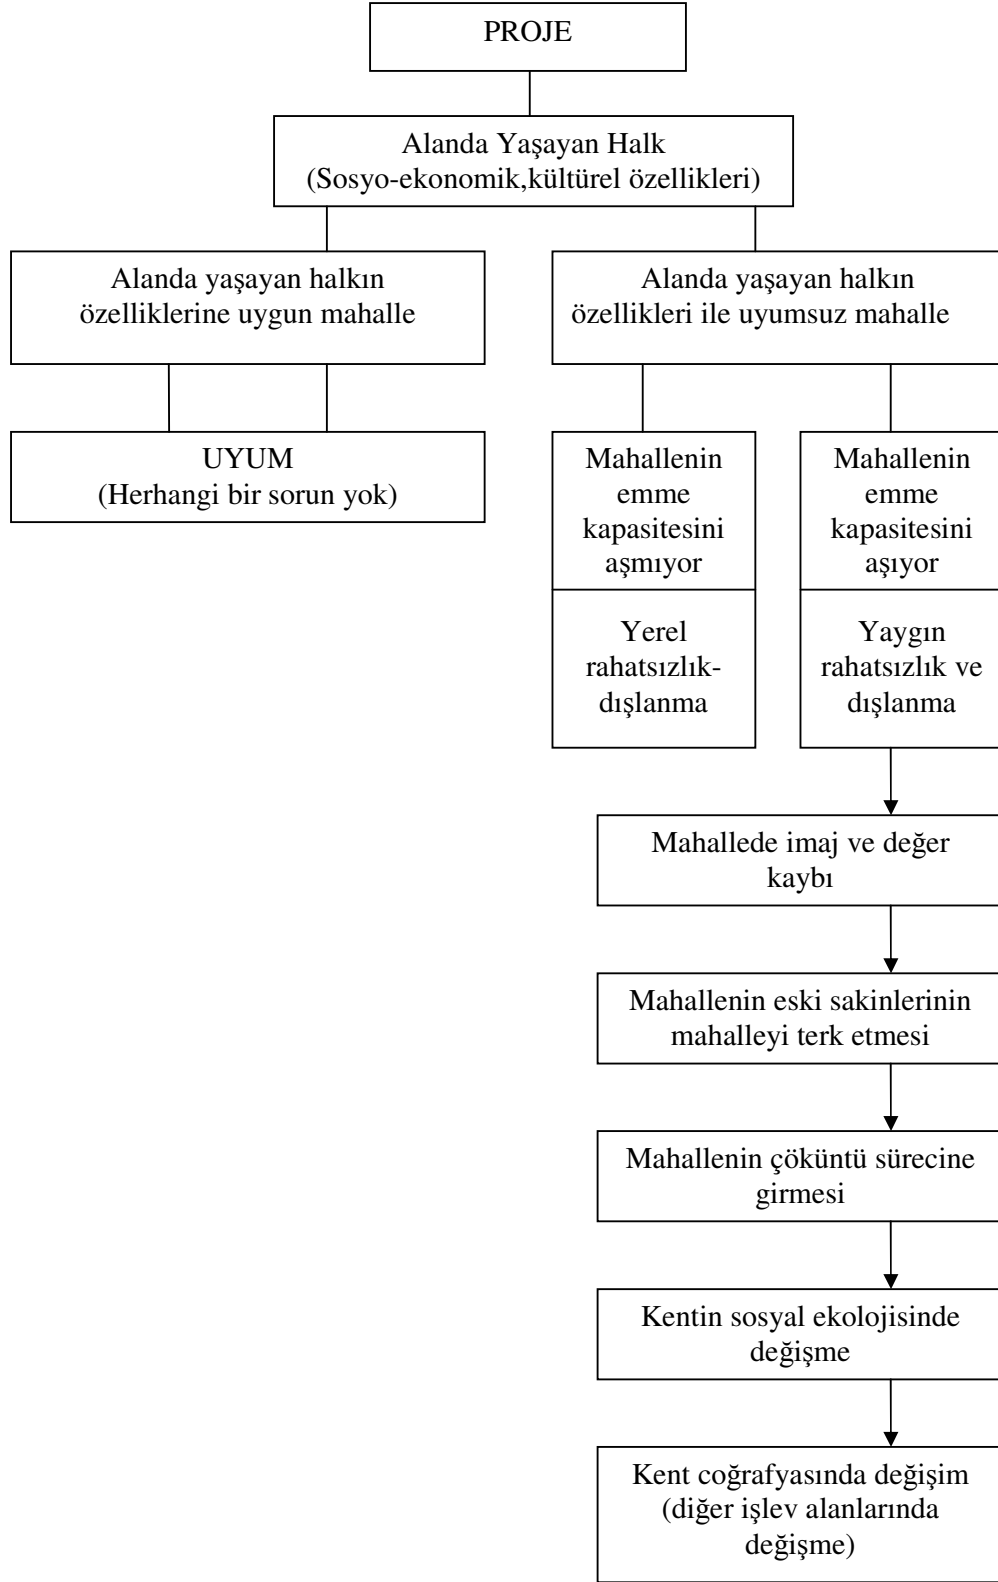 PROJE
Alanda Yaşayan Halk
(Sosyo-ekonomik,kültürel özellikleri)
Alanda yaşayan halkın
özelliklerine uygun mahalle
Alanda yaşayan halkın
özellikleri ile uyumsuz mahalle
UYUM
(Herhangi bir sorun yok)
Mahallenin
emme
kapasitesini
aşmıyor
Yerel
rahatsızlık-
dışlanma
Mahallenin
emme
kapasitesini
aşıyor
Yaygın
rahatsızlık ve
dışlanma
Mahallede imaj ve değer
kaybı
Mahallenin eski sakinlerinin
mahalleyi terk etmesi
Mahallenin çöküntü sürecine
girmesi
Kentin sosyal ekolojisinde
değişme
Kent coğrafyasında değişim
(diğer işlev alanlarında
değişme)